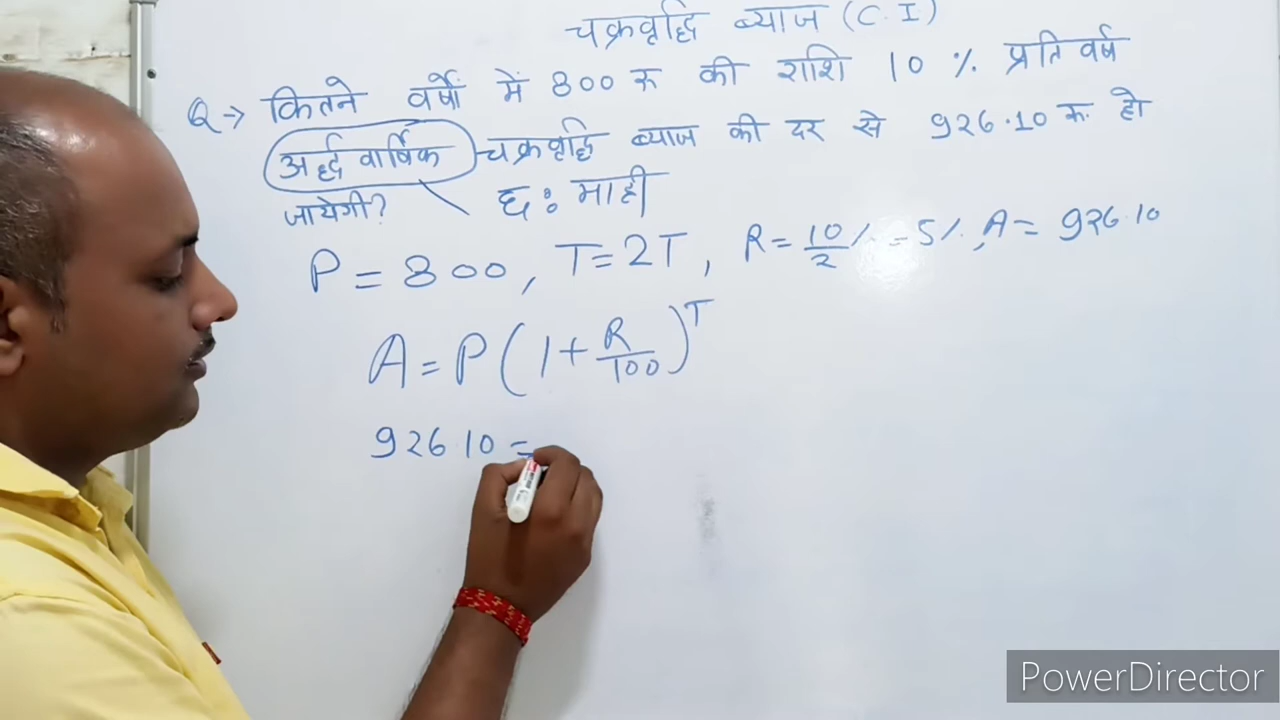 चक्रवृद्धि ब्याज (C.I)
Q → कितने वर्षों में 800 रू की राशि 10 % प्रति वर्ष
अर्द्ध वार्षिक चक्रवृद्धि ब्याज की दर से 926.10 रू. हो
जायेगी? छः माही
P = 800, T = 2T, R = 10/2 % = 5%, A = 926.10
A = P (1 + R/100)^T
926.10 =
PowerDirector